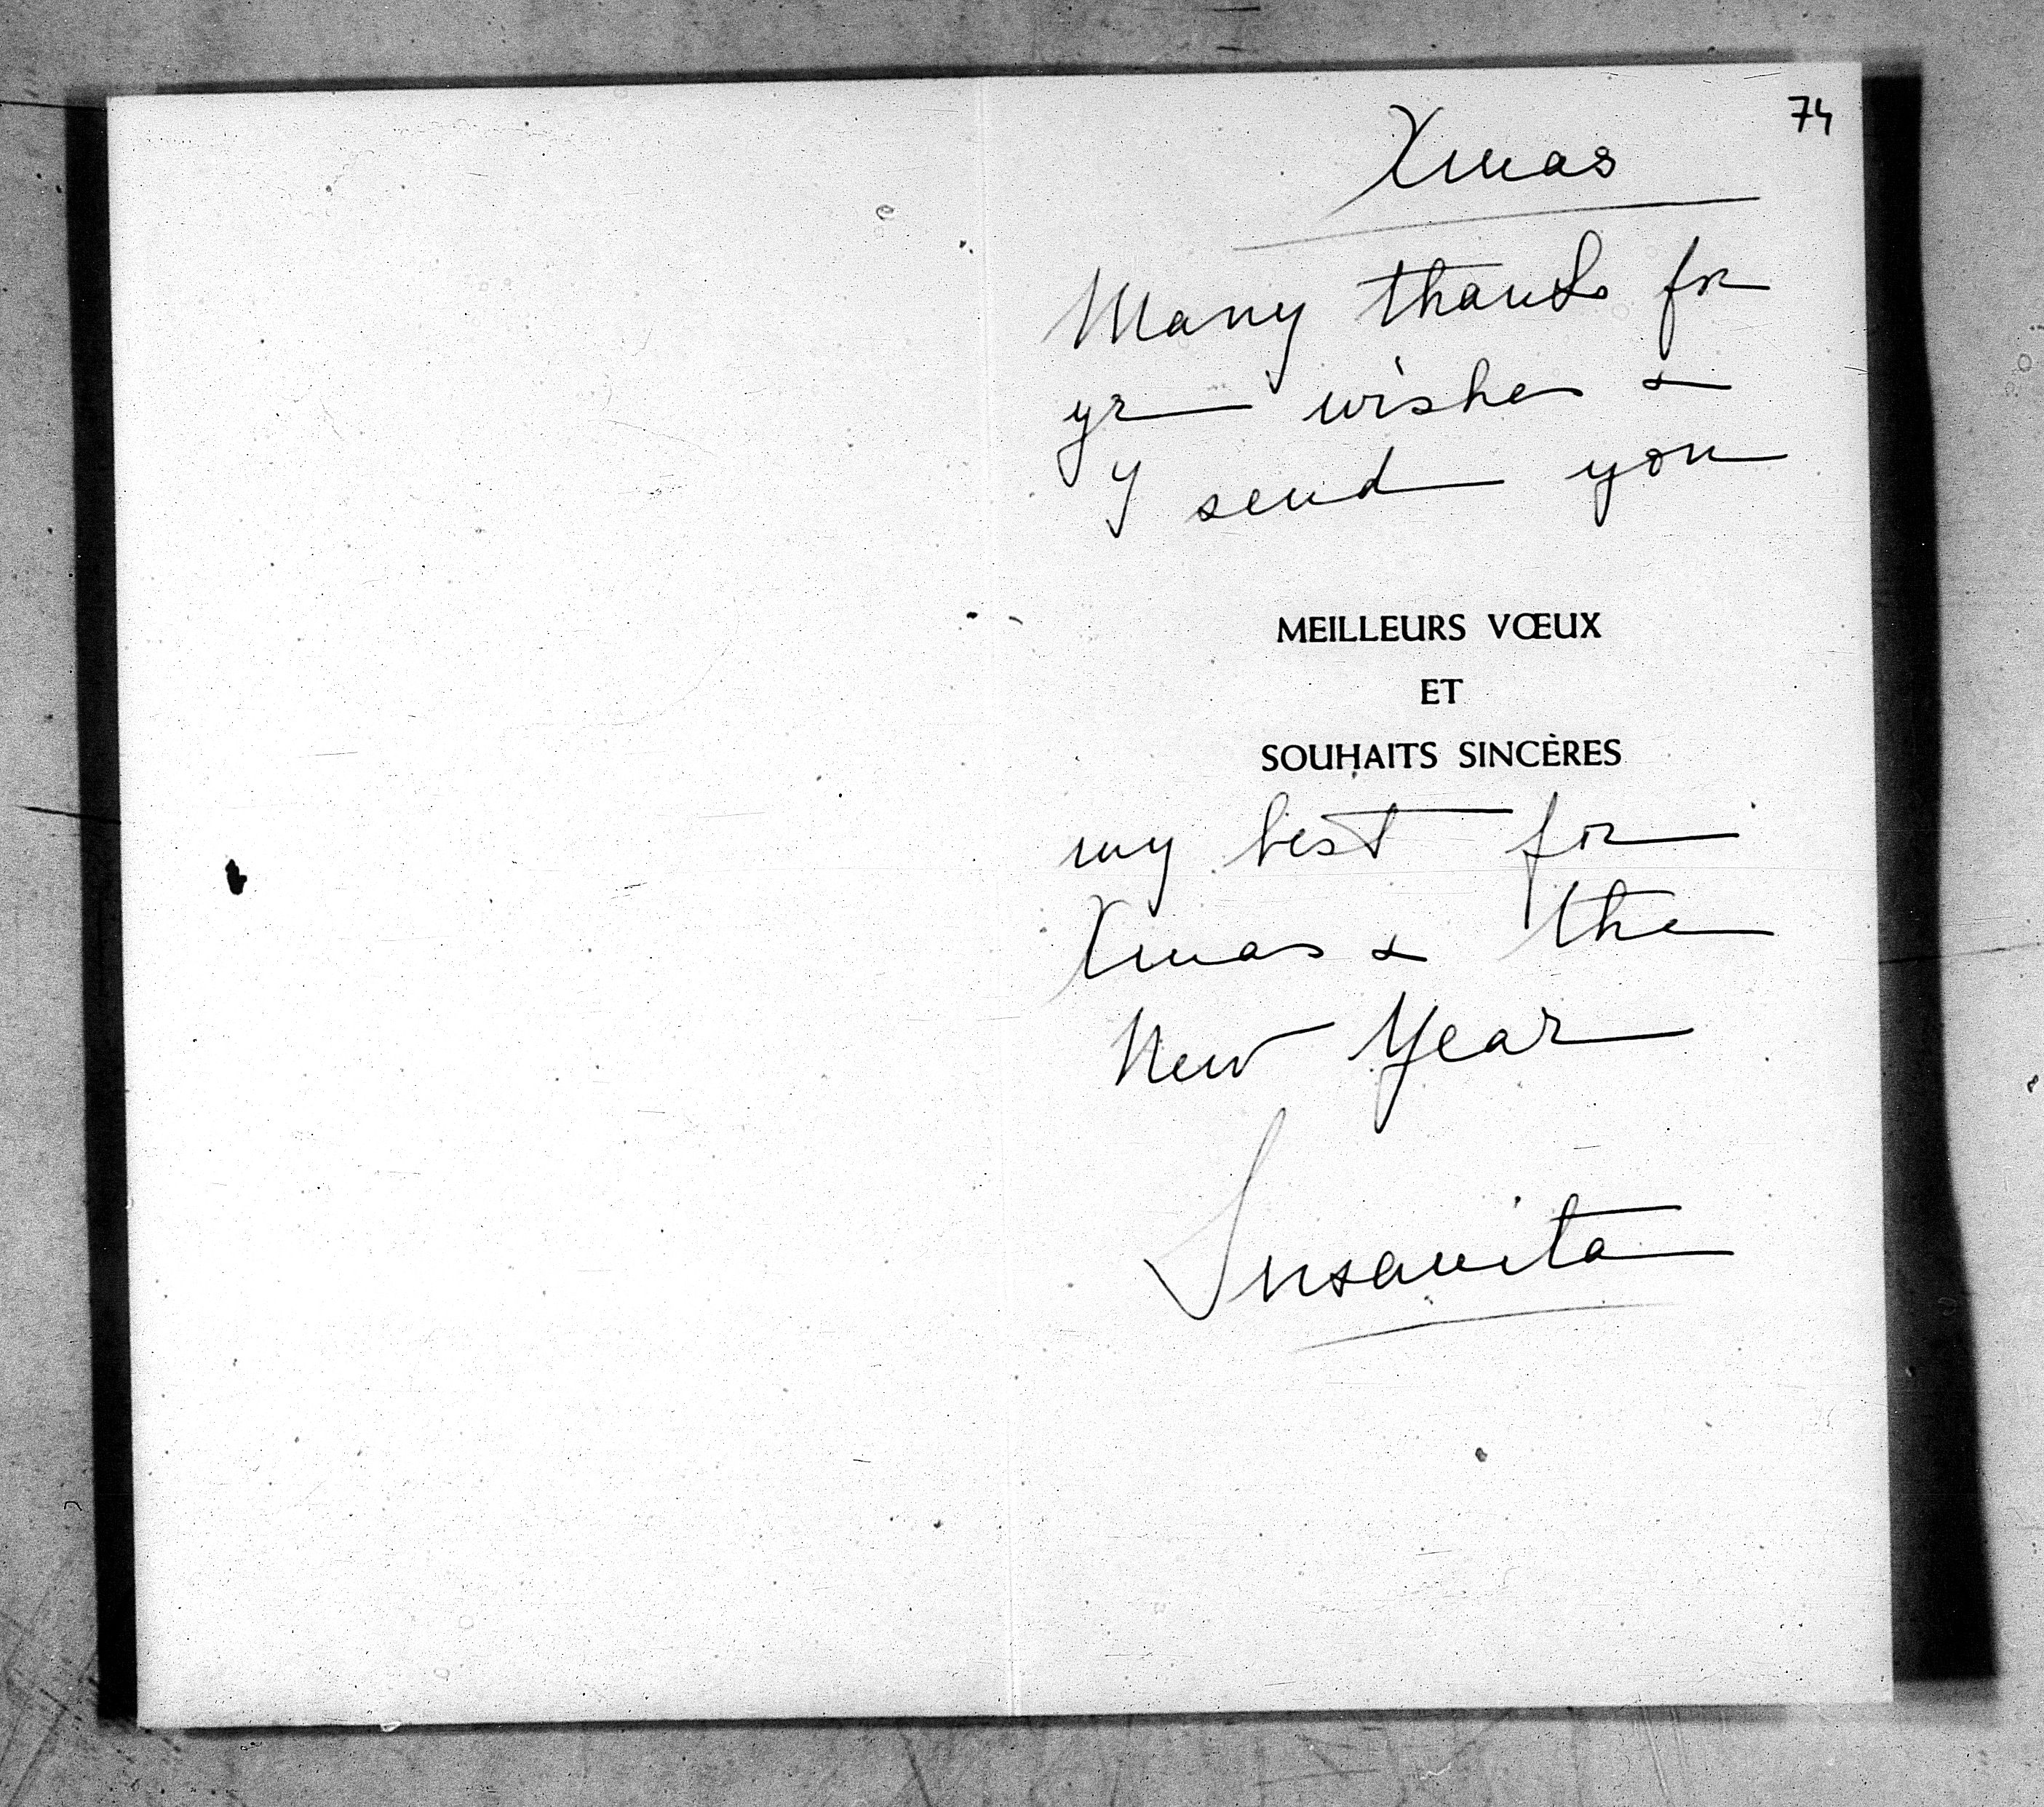 74
Xmas
Many thanks for
yr wishes &
I send you
MEILLEURS VŒUX
ET
SOUHAITS SINCÈRES
my best for
Xmas & the
New Year